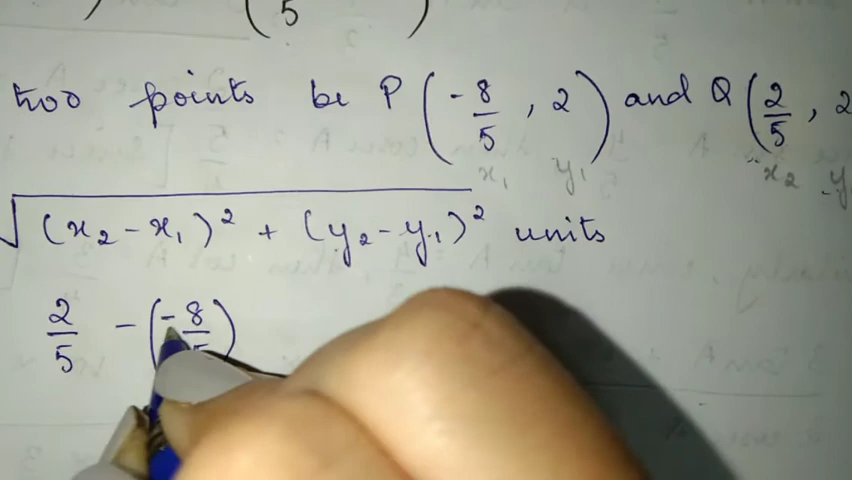 5
two points be P (-8/5 , 2) and Q (2/5 , 2
x₁ y₁ x₂ y
√(x₂ - x₁)² + (y₂ - y₁)² units
2/5 - (-8/5)